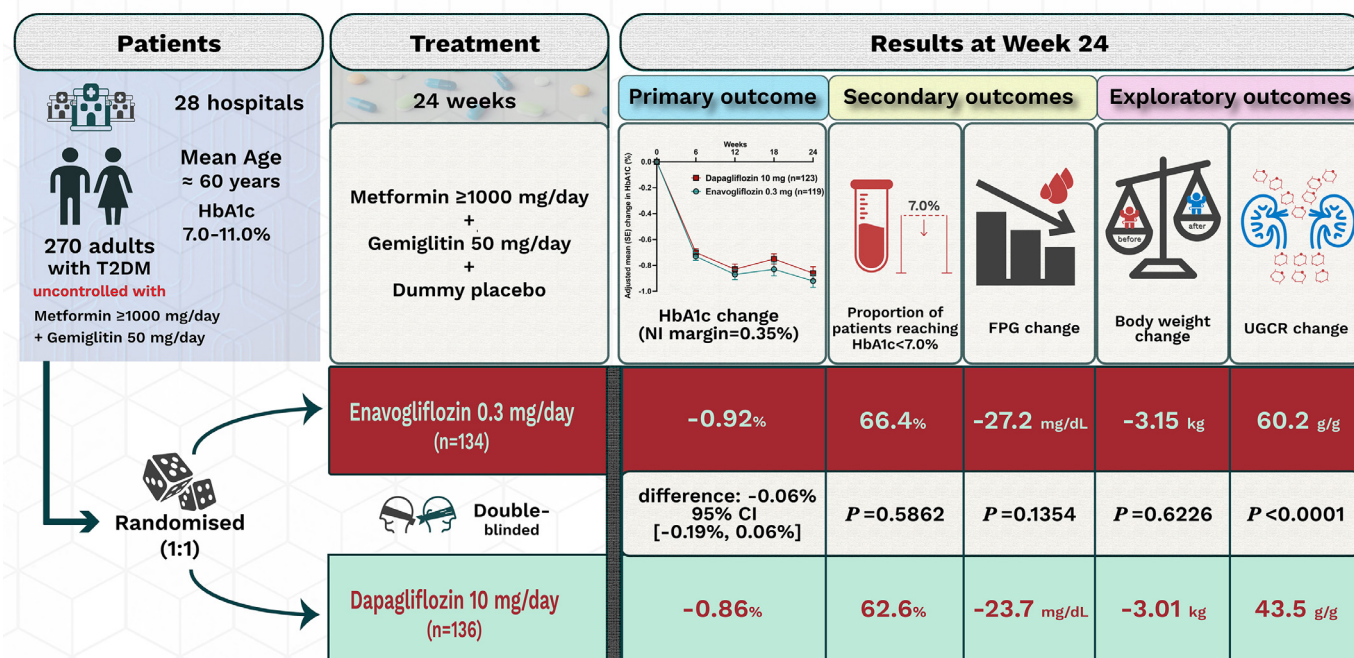 Patients
28 hospitals
Mean Age
≈ 60 years
HbA1c
7.0-11.0%
270 adults
with T2DM
uncontrolled with
Metformin ≥1000 mg/day
+ Gemiglitin 50 mg/day
Randomised
(1:1)
Treatment
24 weeks
Metformin ≥1000 mg/day
+
Gemiglitin 50 mg/day
+
Dummy placebo
Enavogliflozin 0.3 mg/day
(n=134)
Double-
blinded
Dapagliflozin 10 mg/day
(n=136)
Results at Week 24
Primary outcome
Secondary outcomes
Exploratory outcomes
Weeks
0 6 12 18 24
Adjusted mean (SE) change in HbA1C (%)
0.0
-0.2
-0.4
-0.6
-0.8
-1.0
Dapagliflozin 10 mg (n=123)
Enavogliflozin 0.3 mg (n=119)
HbA1c change
(NI margin=0.35%)
7.0%
Proportion of
patients reaching
HbA1c<7.0%
FPG change
before
after
Body weight
change
UGCR change
-0.92% 66.4% -27.2 mg/dL -3.15 kg 60.2 g/g
difference: -0.06%
95% CI
[-0.19%, 0.06%]
P=0.5862 P=0.1354 P=0.6226 P<0.0001
-0.86% 62.6% -23.7 mg/dL -3.01 kg 43.5 g/g